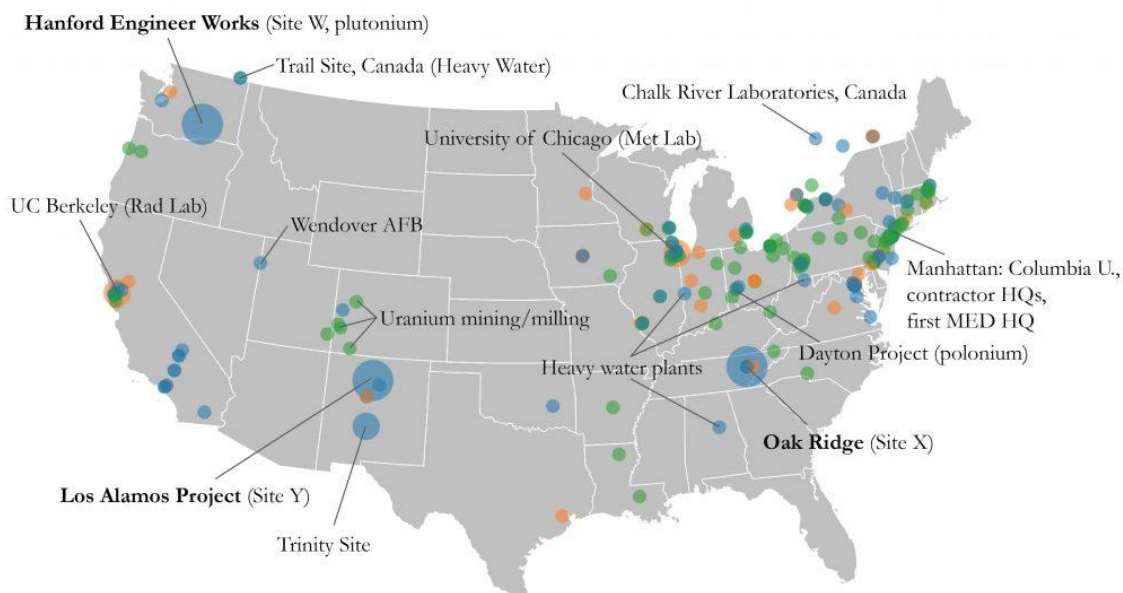 Hanford Engineer Works (Site W, plutonium)
Trail Site, Canada (Heavy Water)
Chalk River Laboratories, Canada
University of Chicago (Met Lab)
UC Berkeley (Rad Lab)
Wendover AFB
Manhattan: Columbia U.,
contractor HQs,
first MED HQ
Uranium mining/milling
Dayton Project (polonium)
Heavy water plants
Oak Ridge (Site X)
Los Alamos Project (Site Y)
Trinity Site